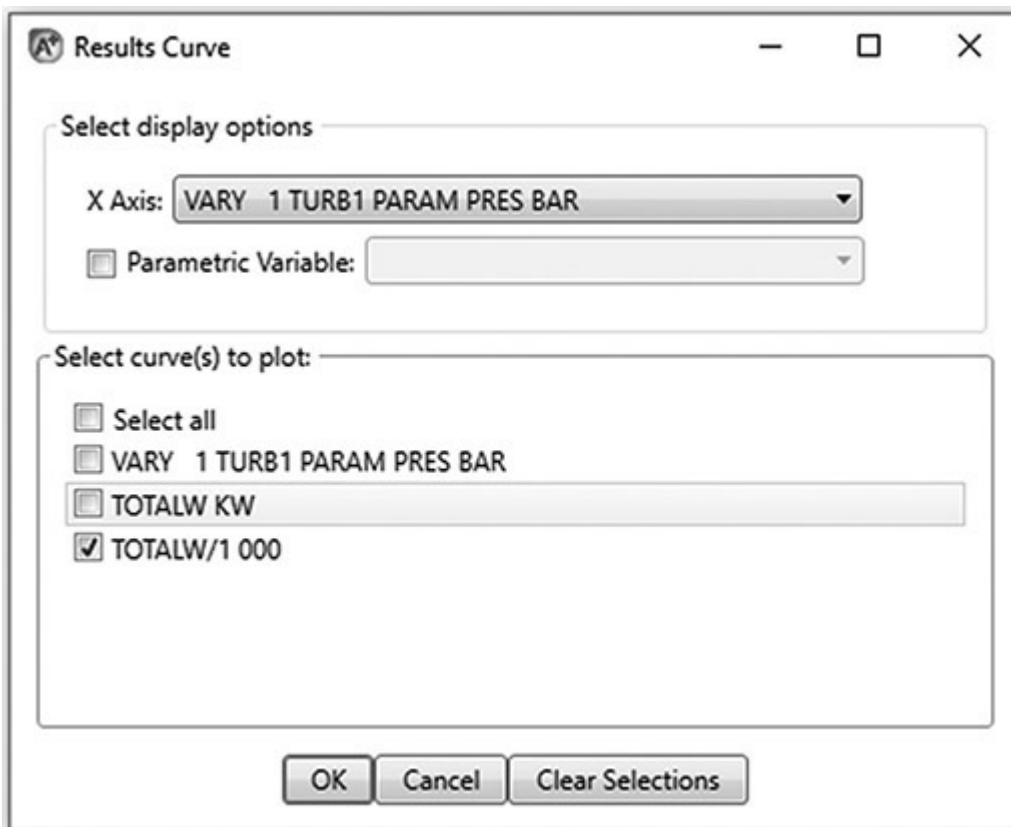 A+ Results Curve
Select display options
X Axis: VARY 1 TURB1 PARAM PRES BAR
Parametric Variable:
Select curve(s) to plot:
Select all
VARY 1 TURB1 PARAM PRES BAR
TOTALW KW
TOTALW/1 000
OK Cancel Clear Selections